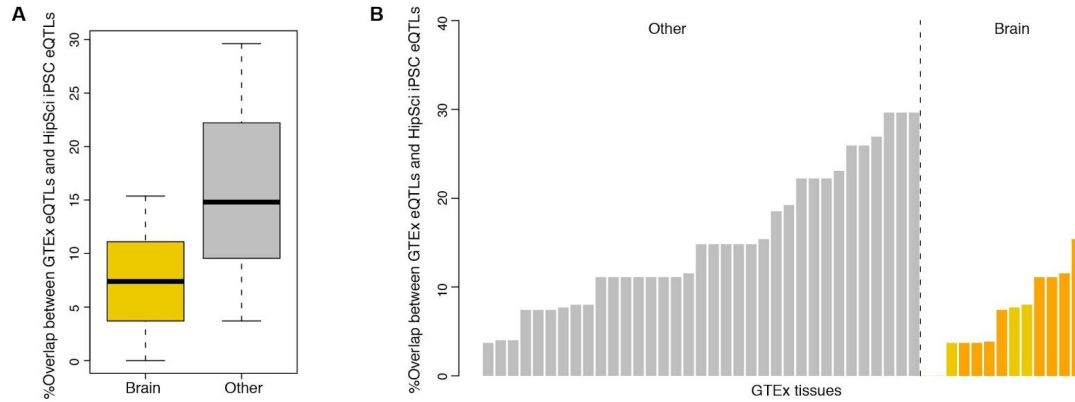 A
%Overlap between GTEx eQTLs and HipSci iPSC eQTLs
30
25
20
15
10
5
0
Brain
Other
B
%Overlap between GTEx eQTLs and HipSci iPSC eQTLs
40
30
20
10
0
Other
Brain
GTEx tissues